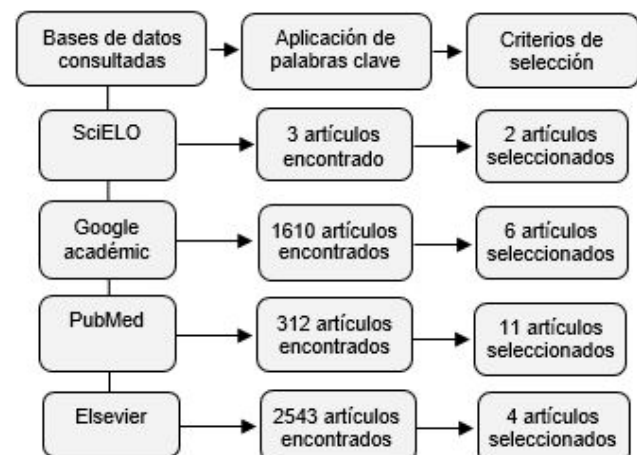 Bases de datos
consultadas
Aplicación de
palabras clave
Criterios de
selección
SciELO
3 artículos
encontrado
2 artículos
seleccionados
Google
académic
1610 artículos
encontrados
6 artículos
seleccionados
PubMed
312 artículos
encontrados
11 artículos
seleccionados
Elsevier
2543 artículos
encontrados
4 artículos
seleccionados